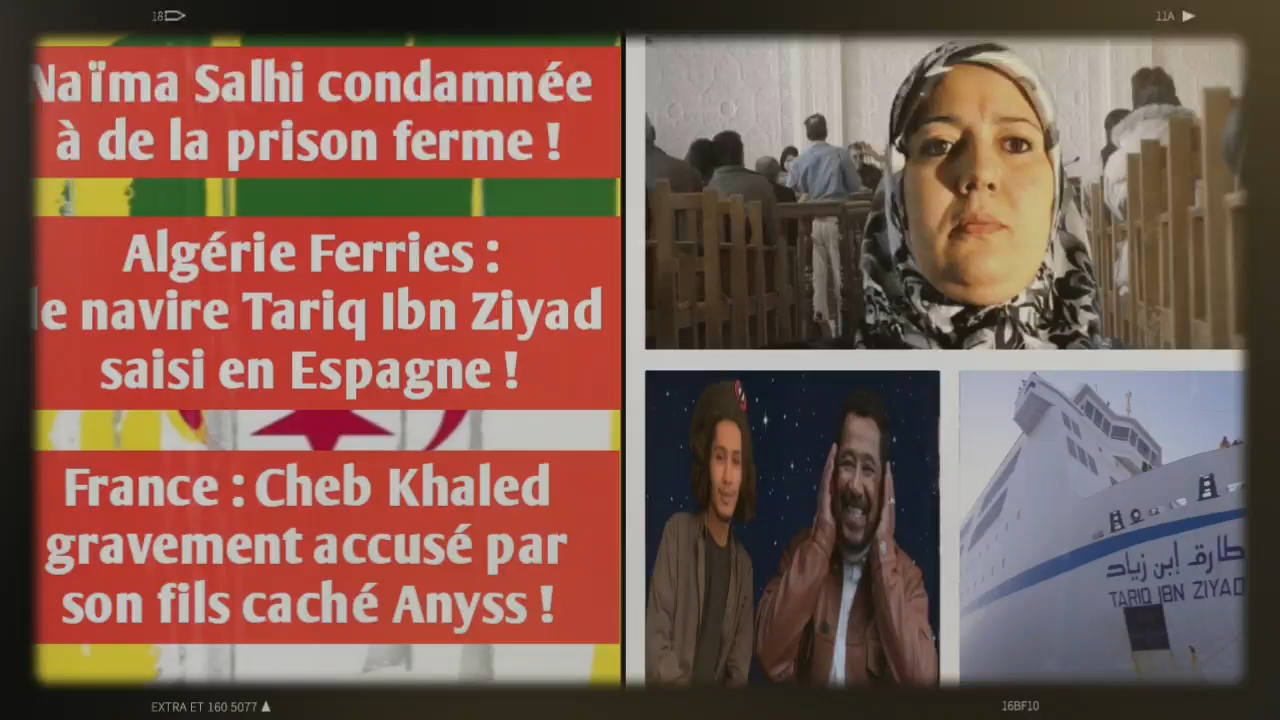 18
11A
Naïma Salhi condamnée
à de la prison ferme !
Algérie Ferries :
le navire Tariq Ibn Ziyad
saisi en Espagne !
France : Cheb Khaled
gravement accusé par
son fils caché Anyss !
طارق إبن زياد
TARIQ IBN ZIYAD
EXTRA ET 160 5077
16BF10